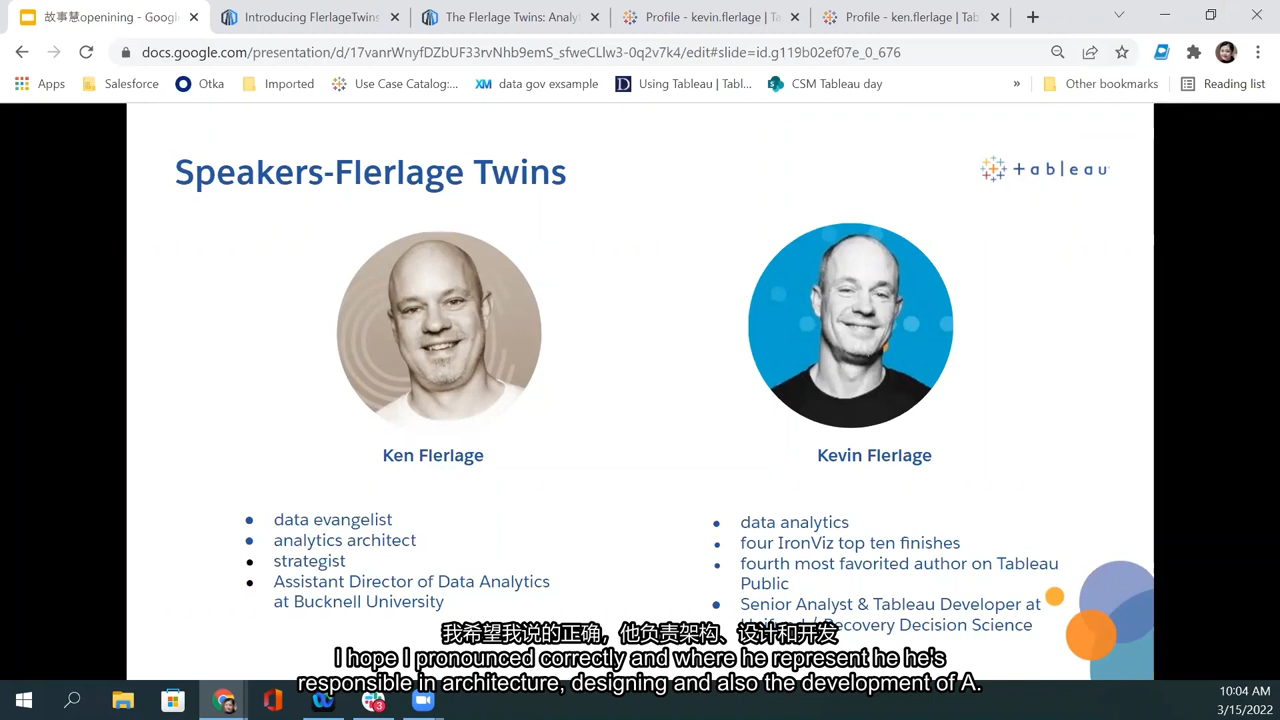 故事慧openining - Google
Introducing FlerlageTwins
The Flerlage Twins: Analyt
Profile - kevin.flerlage | Ta
Profile - ken.flerlage | Tab
docs.google.com/presentation/d/17vanrWnyfDZbUF33rvNhb9emS_sfweCLIw3-0q2v7k4/edit#slide=id.g119b02ef07e_0_676
Apps
Salesforce
Otka
Imported
Use Case Catalog:...
data gov exsample
Using Tableau | Tabl...
CSM Tableau day
»
Other bookmarks
Reading list
Speakers-Flerlage Twins
+ a b l e a u
Ken Flerlage
data evangelist
analytics architect
strategist
Assistant Director of Data Analytics
at Bucknell University
Kevin Flerlage
data analytics
four IronViz top ten finishes
fourth most favorited author on Tableau
Public
Senior Analyst & Tableau Developer at
Recovery Decision Science
我希望我说的正确，他负责架构、设计和开发
I hope I pronounced correctly and where he represent he he's
responsible in architecture, designing and also the development of A.
3
10:04 AM
3/15/2022